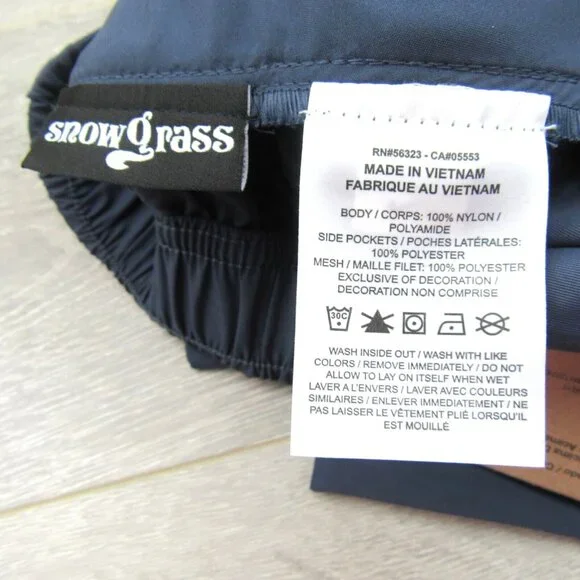 snowgrass
RN#56323 - CA#05553
MADE IN VIETNAM
FABRIQUE AU VIETNAM
BODY / CORPS: 100% NYLON /
POLYAMIDE
SIDE POCKETS / POCHES LATÉRALES:
100% POLYESTER
MESH / MAILLE FILET: 100% POLYESTER
EXCLUSIVE OF DECORATION /
DECORATION NON COMPRISE
30C
WASH INSIDE OUT / WASH WITH LIKE
COLORS / REMOVE IMMEDIATELY / DO NOT
ALLOW TO LAY ON ITSELF WHEN WET
LAVER A L'ENVERS / LAVER AVEC COULEURS
SIMILAIRES / ENLEVER IMMEDIATEMENT / NE
PAS LAISSER LE VÊTEMENT PLIÉ LORSQU'IL
EST MOUILLÉ